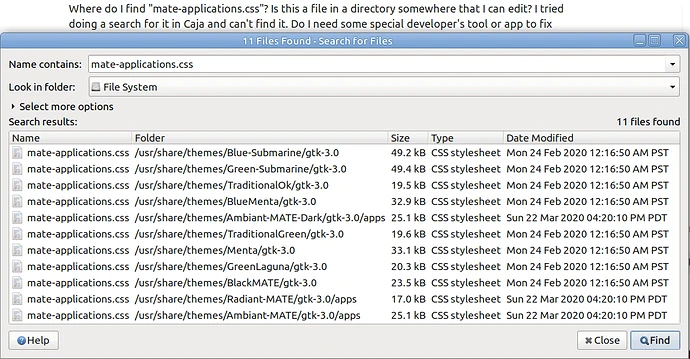 Where do I find "mate-applications.css"? Is this a file in a directory somewhere that I can edit? I tried
doing a search for it in Caja and can't find it. Do I need some special developer's tool or app to fix
11 Files Found - Search for Files
Name contains: mate-applications.css
Look in folder: File System
Select more options
Search results: 11 files found
Name Folder Size Type Date Modified
mate-applications.css /usr/share/themes/Blue-Submarine/gtk-3.0 49.2 kB CSS stylesheet Mon 24 Feb 2020 12:16:50 AM PST
mate-applications.css /usr/share/themes/Green-Submarine/gtk-3.0 49.4 kB CSS stylesheet Mon 24 Feb 2020 12:16:50 AM PST
mate-applications.css /usr/share/themes/TraditionalOk/gtk-3.0 19.5 kB CSS stylesheet Mon 24 Feb 2020 12:16:50 AM PST
mate-applications.css /usr/share/themes/BlueMenta/gtk-3.0 32.9 kB CSS stylesheet Mon 24 Feb 2020 12:16:50 AM PST
mate-applications.css /usr/share/themes/Ambiant-MATE-Dark/gtk-3.0/apps 25.1 kB CSS stylesheet Sun 22 Mar 2020 04:20:10 PM PDT
mate-applications.css /usr/share/themes/TraditionalGreen/gtk-3.0 19.6 kB CSS stylesheet Mon 24 Feb 2020 12:16:50 AM PST
mate-applications.css /usr/share/themes/Menta/gtk-3.0 33.1 kB CSS stylesheet Mon 24 Feb 2020 12:16:50 AM PST
mate-applications.css /usr/share/themes/GreenLaguna/gtk-3.0 20.3 kB CSS stylesheet Mon 24 Feb 2020 12:16:50 AM PST
mate-applications.css /usr/share/themes/BlackMATE/gtk-3.0 23.5 kB CSS stylesheet Mon 24 Feb 2020 12:16:50 AM PST
mate-applications.css /usr/share/themes/Radiant-MATE/gtk-3.0/apps 17.0 kB CSS stylesheet Sun 22 Mar 2020 04:20:10 PM PDT
mate-applications.css /usr/share/themes/Ambiant-MATE/gtk-3.0/apps 25.1 kB CSS stylesheet Sun 22 Mar 2020 04:20:10 PM PDT
Help Close Find